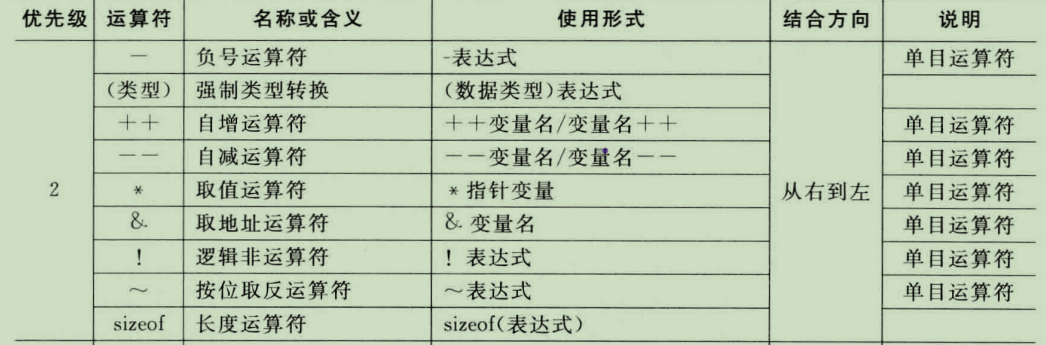 优先级 运算符 名称或含义 使用形式 结合方向 说明
－ 负号运算符 -表达式 单目运算符
(类型) 强制类型转换 (数据类型)表达式
＋＋ 自增运算符 ＋＋变量名/变量名＋＋ 单目运算符
－－ 自减运算符 －－变量名/变量名－－ 单目运算符
2 * 取值运算符 *指针变量 从右到左 单目运算符
& 取地址运算符 &变量名 单目运算符
! 逻辑非运算符 !表达式 单目运算符
～ 按位取反运算符 ～表达式 单目运算符
sizeof 长度运算符 sizeof(表达式)